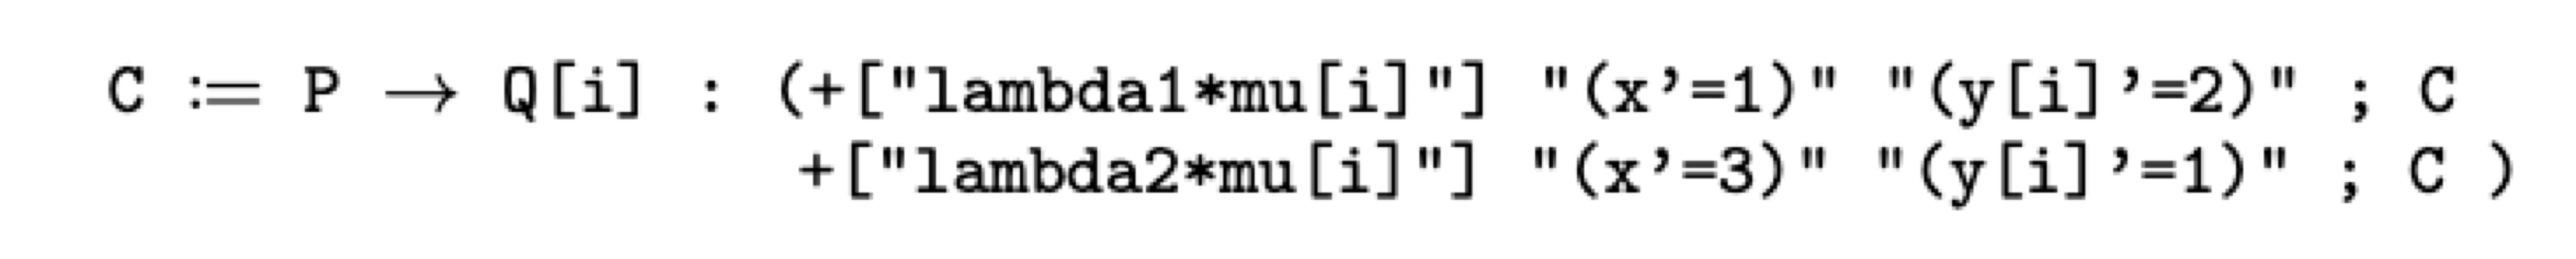 C := P → Q[i] : (+["lambda1*mu[i]"] "(x’=1)" "(y[i]’=2)" ; C
+["lambda2*mu[i]"] "(x’=3)" "(y[i]’=1)" ; C )